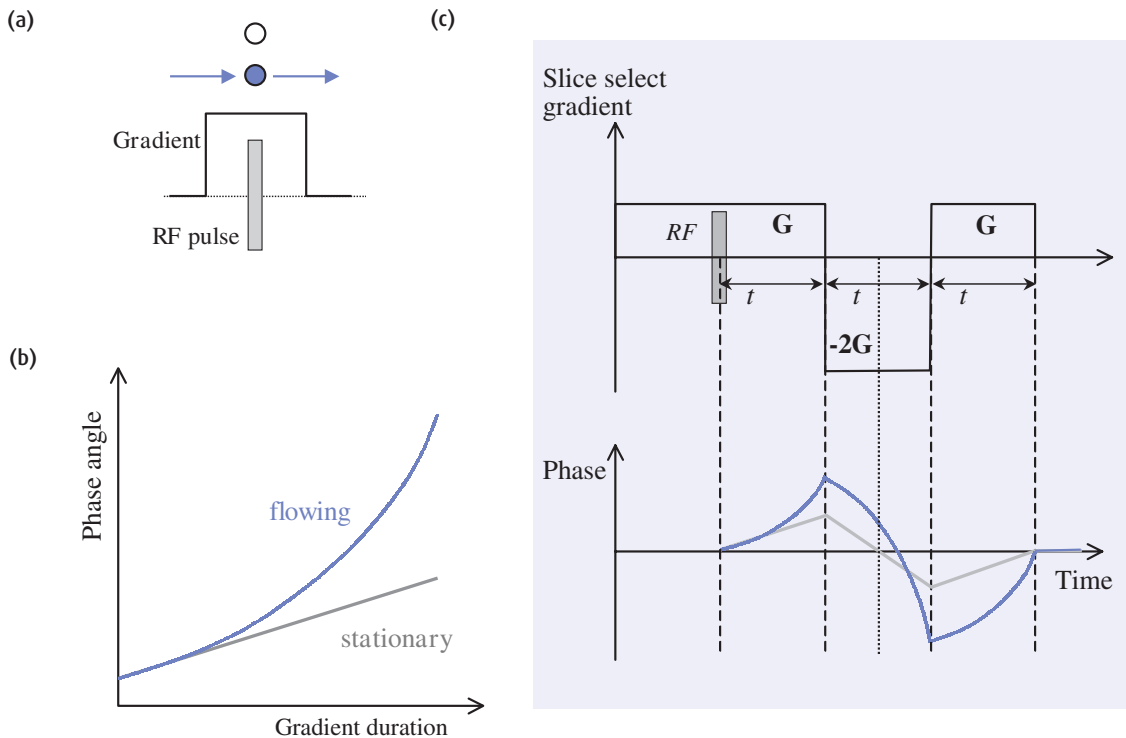 (a)
Gradient
RF pulse
(b)
Phase angle
flowing
stationary
Gradient duration
(c)
Slice select
gradient
RF
G
G
t
t
t
-2G
Phase
Time